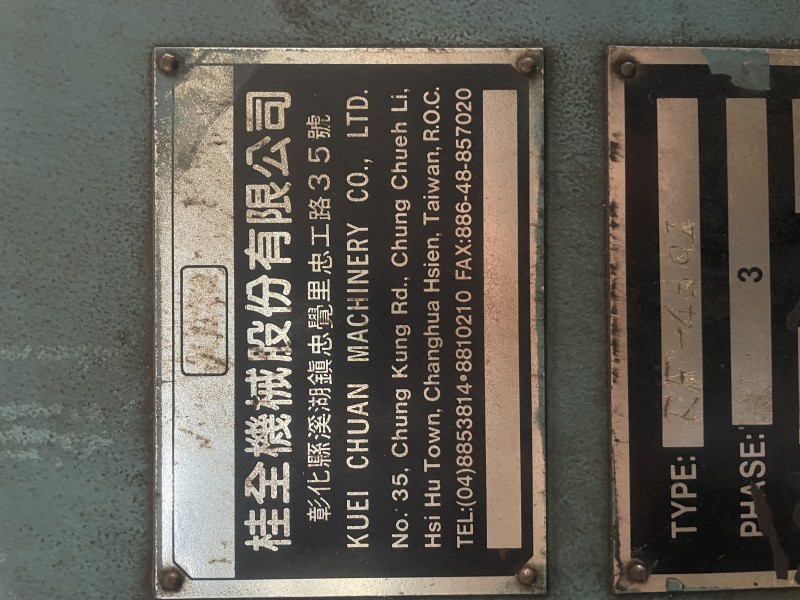 桂全機械股份有限公司
彰化縣溪湖鎮忠覺里忠工路35號
KUEI CHUAN MACHINERY CO., LTD.
No. 35, Chung Kung Rd., Chung Chueh Li,
Hsi Hu Town, Changhua Hsien, Taiwan, R.O.C.
TEL:(04)8853814•8810210 FAX:886-48-857020
TYPE:
PHASE: 3